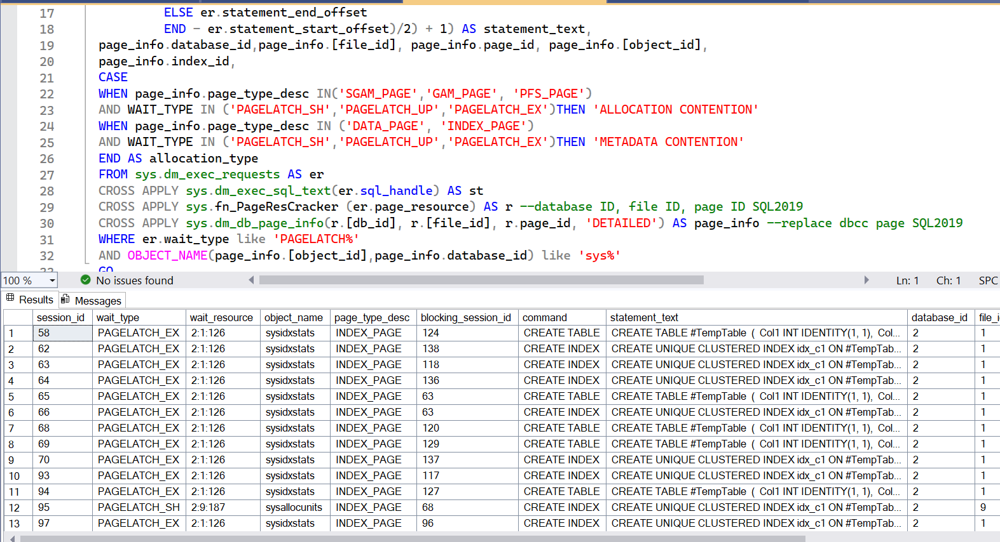 17 ELSE er.statement_end_offset
18 END - er.statement_start_offset)/2) + 1) AS statement_text,
19 page_info.database_id,page_info.[file_id], page_info.page_id, page_info.[object_id],
20 page_info.index_id,
21 CASE
22 WHEN page_info.page_type_desc IN('SGAM_PAGE','GAM_PAGE', 'PFS_PAGE')
23 AND WAIT_TYPE IN ('PAGELATCH_SH','PAGELATCH_UP','PAGELATCH_EX')THEN 'ALLOCATION CONTENTION'
24 WHEN page_info.page_type_desc IN ('DATA_PAGE', 'INDEX_PAGE')
25 AND WAIT_TYPE IN ('PAGELATCH_SH','PAGELATCH_UP','PAGELATCH_EX')THEN 'METADATA CONTENTION'
26 END AS allocation_type
27 FROM sys.dm_exec_requests AS er
28 CROSS APPLY sys.dm_exec_sql_text(er.sql_handle) AS st
29 CROSS APPLY sys.fn_PageResCracker (er.page_resource) AS r --database ID, file ID, page ID SQL2019
30 CROSS APPLY sys.dm_db_page_info(r.[db_id], r.[file_id], r.page_id, 'DETAILED') AS page_info --replace dbcc page SQL2019
31 WHERE er.wait_type like 'PAGELATCH%'
32 AND OBJECT_NAME(page_info.[object_id],page_info.database_id) like 'sys%'
33 GO
100 % No issues found Ln: 1 Ch: 1 SPC
Results Messages
session_id wait_type wait_resource object_name page_type_desc blocking_session_id command statement_text database_id file_i
1 58 PAGELATCH_EX 2:1:126 sysidxstats INDEX_PAGE 124 CREATE TABLE CREATE TABLE #TempTable ( Col1 INT IDENTITY(1, 1), Col... 2 1
2 62 PAGELATCH_EX 2:1:126 sysidxstats INDEX_PAGE 138 CREATE INDEX CREATE UNIQUE CLUSTERED INDEX idx_c1 ON #TempTab... 2 1
3 63 PAGELATCH_EX 2:1:126 sysidxstats INDEX_PAGE 118 CREATE INDEX CREATE UNIQUE CLUSTERED INDEX idx_c1 ON #TempTab... 2 1
4 64 PAGELATCH_EX 2:1:126 sysidxstats INDEX_PAGE 136 CREATE INDEX CREATE UNIQUE CLUSTERED INDEX idx_c1 ON #TempTab... 2 1
5 65 PAGELATCH_EX 2:1:126 sysidxstats INDEX_PAGE 63 CREATE TABLE CREATE TABLE #TempTable ( Col1 INT IDENTITY(1, 1), Col... 2 1
6 66 PAGELATCH_EX 2:1:126 sysidxstats INDEX_PAGE 63 CREATE INDEX CREATE UNIQUE CLUSTERED INDEX idx_c1 ON #TempTab... 2 1
7 68 PAGELATCH_EX 2:1:126 sysidxstats INDEX_PAGE 120 CREATE TABLE CREATE TABLE #TempTable ( Col1 INT IDENTITY(1, 1), Col... 2 1
8 69 PAGELATCH_EX 2:1:126 sysidxstats INDEX_PAGE 129 CREATE TABLE CREATE TABLE #TempTable ( Col1 INT IDENTITY(1, 1), Col... 2 1
9 70 PAGELATCH_EX 2:1:126 sysidxstats INDEX_PAGE 137 CREATE INDEX CREATE UNIQUE CLUSTERED INDEX idx_c1 ON #TempTab... 2 1
10 93 PAGELATCH_EX 2:1:126 sysidxstats INDEX_PAGE 117 CREATE INDEX CREATE UNIQUE CLUSTERED INDEX idx_c1 ON #TempTab... 2 1
11 94 PAGELATCH_EX 2:1:126 sysidxstats INDEX_PAGE 127 CREATE TABLE CREATE TABLE #TempTable ( Col1 INT IDENTITY(1, 1), Col... 2 1
12 95 PAGELATCH_SH 2:9:187 sysallocunits INDEX_PAGE 68 CREATE INDEX CREATE UNIQUE CLUSTERED INDEX idx_c1 ON #TempTab... 2 9
13 97 PAGELATCH_EX 2:1:126 sysidxstats INDEX_PAGE 96 CREATE INDEX CREATE UNIQUE CLUSTERED INDEX idx_c1 ON #TempTab... 2 1